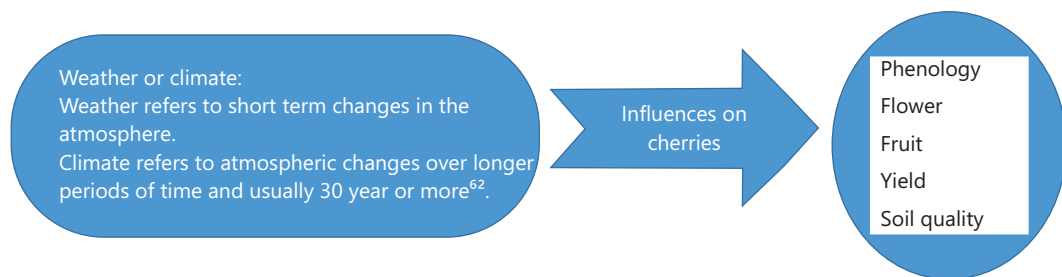 Weather or climate:
Weather refers to short term changes in the
atmosphere.
Climate refers to atmospheric changes over longer
periods of time and usually 30 year or more⁶².
Influences on
cherries
Phenology
Flower
Fruit
Yield
Soil quality